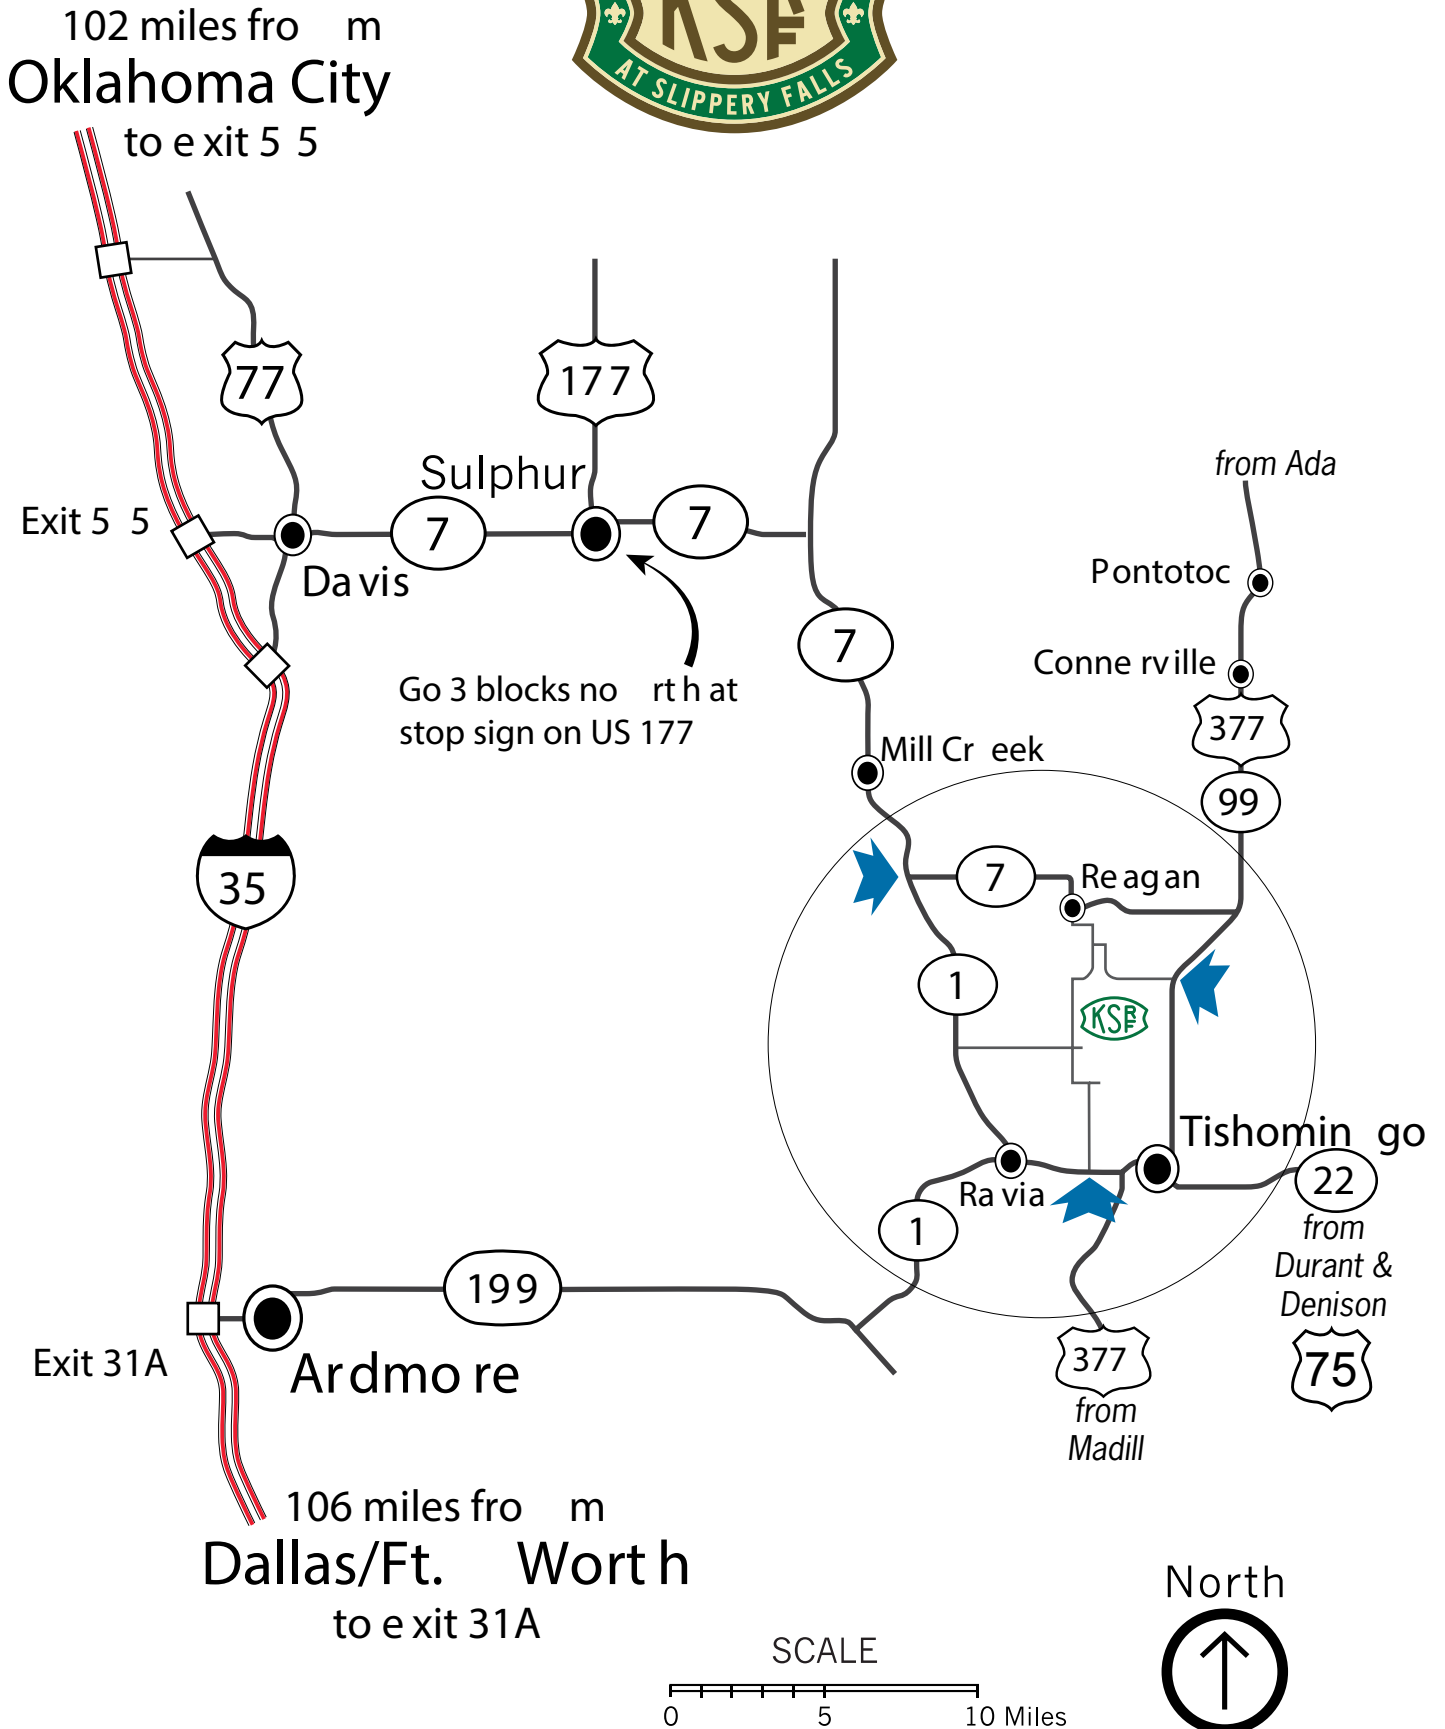 102 miles from
Oklahoma City
to exit 55
KSRF
AT SLIPPERY FALLS
77
177
Sulphur
from Ada
Exit 55
7
7
Davis
Pontotoc
7
Connerville
Go 3 blocks north at
stop sign on US 177
377
Mill Creek
99
35
7
Reagan
1
KSRF
Tishomingo
Ravia
22
1
from
Durant &
Denison
199
Exit 31A
Ardmore
377
75
from
Madill
106 miles from
Dallas/Ft. Worth
to exit 31A
North
SCALE
0 5 10 Miles